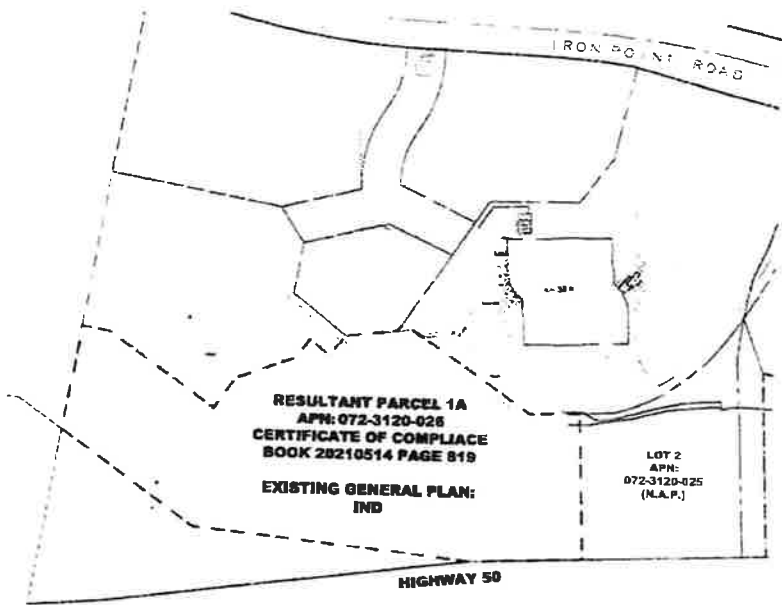 IRON POINT ROAD
RESULTANT PARCEL 1A
APN: 072-3120-026
CERTIFICATE OF COMPLIACE
BOOK 20210514 PAGE 819
EXISTING GENERAL PLAN:
IND
LOT 2
APN:
072-3120-025
(N.A.P.)
HIGHWAY 50